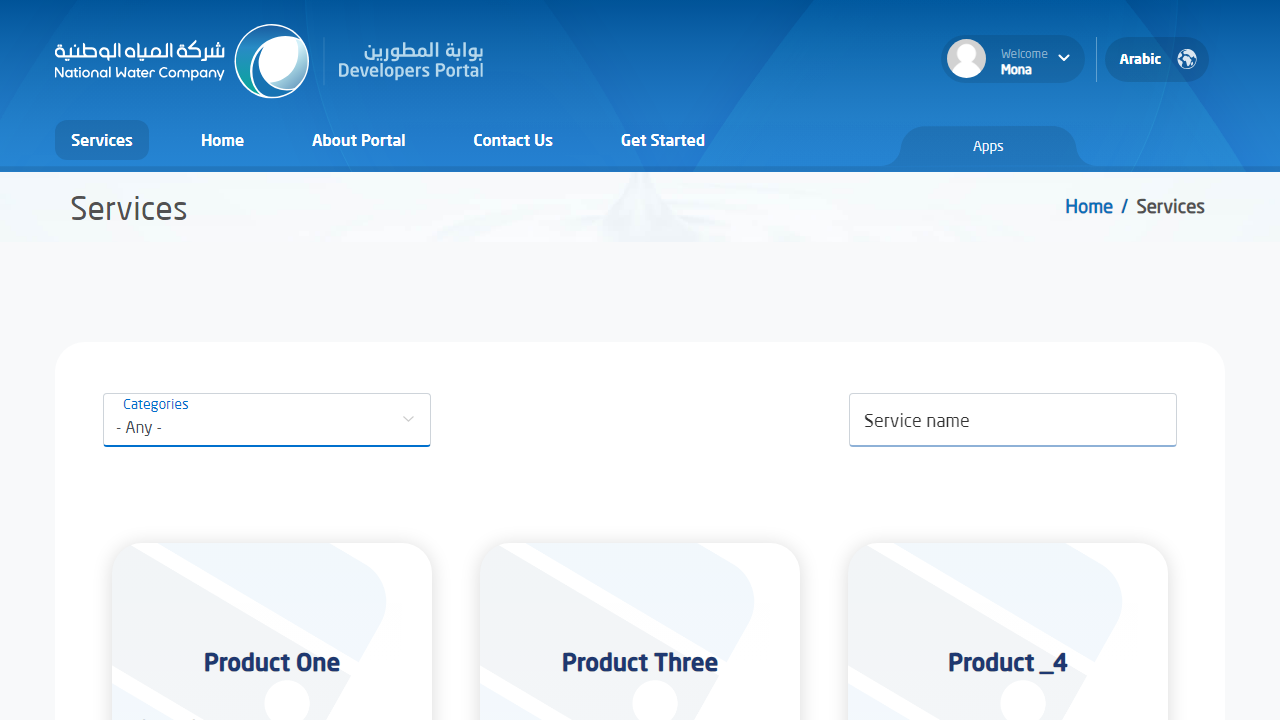 شركة المياه الوطنية
National Water Company
بوابة المطورين
Developers Portal
Welcome
Mona
Arabic
Services
Home
About Portal
Contact Us
Get Started
Apps
Services
Home / Services
Categories
- Any -
Service name
Product One
Product Three
Product _4